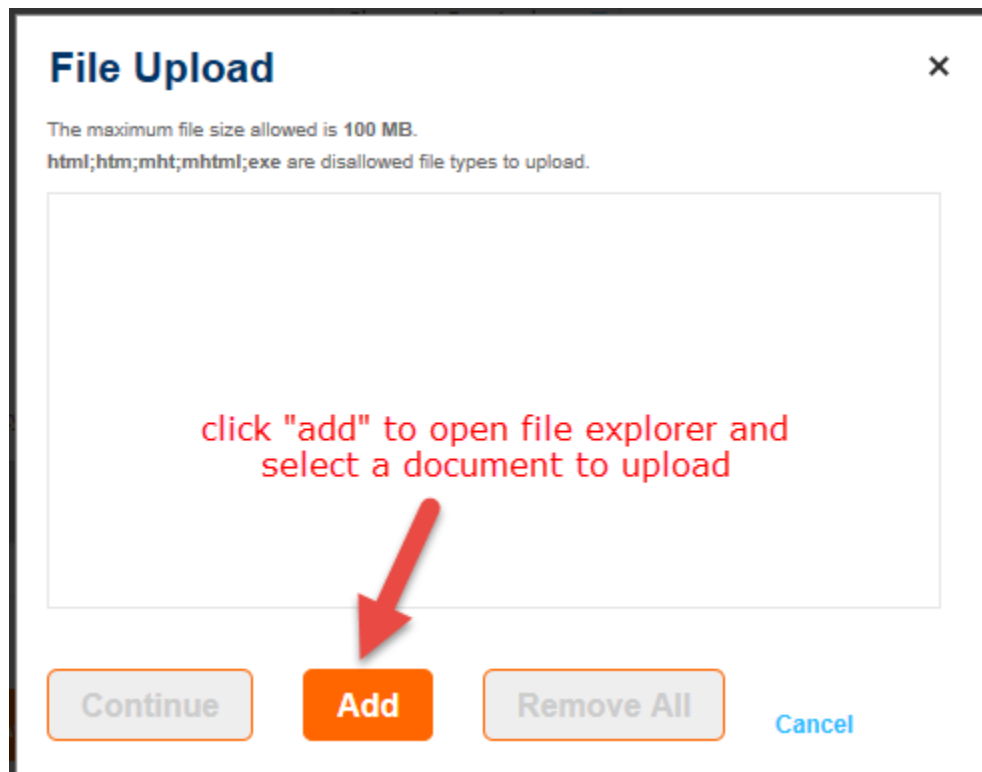 File Upload
The maximum file size allowed is 100 MB.
html;htm;mht;mhtml;exe are disallowed file types to upload.
click "add" to open file explorer and
select a document to upload
Continue Add Remove All Cancel